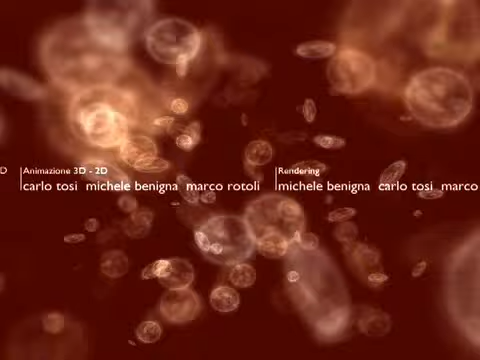 D
Animazione 3D - 2D
carlo tosi michele benigna marco rotoli
Rendering
michele benigna carlo tosi marco